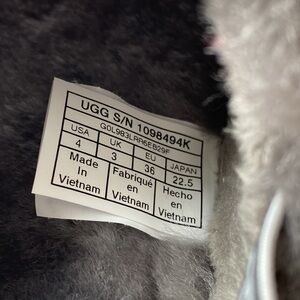 UGG S/N 1098494K
G0L983LRR6EB29F
USA UK EU JAPAN
4 3 36 22.5
Made in Vietnam
Fabriqué en Vietnam
Hecho en Vietnam